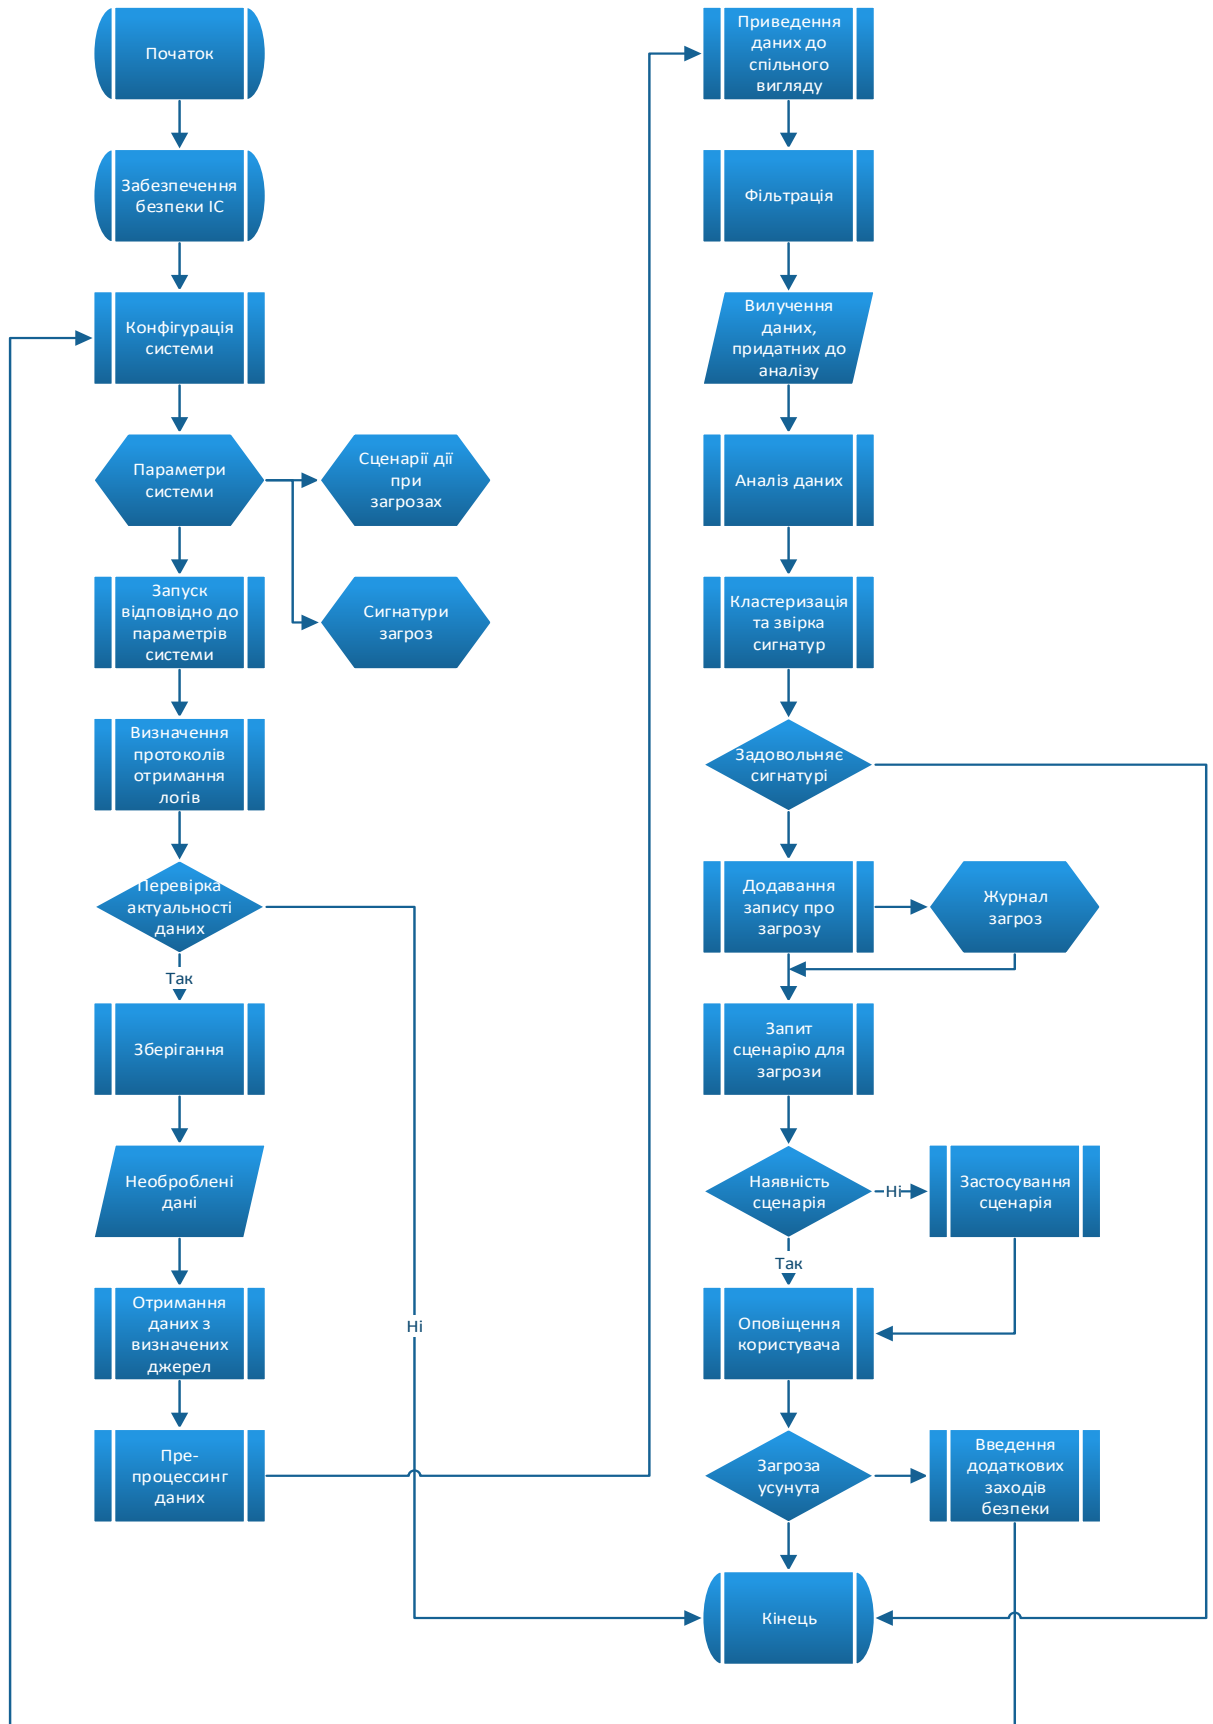 Початок
Забезпечення
безпеки ІС
Конфігурація
системи
Параметри
системи
Сценарії дії
при
загрозах
Запуск
відповідно до
параметрів
системи
Сигнатури
загроз
Визначення
протоколів
отримання
логів
Перевірка
актуальності
даних
Так
Зберігання
Необроблені
дані
Отримання
даних з
визначених
джерел
Ні
Пре-
процессинг
даних
Приведення
даних до
спільного
вигляду
Фільтрація
Вилучення
даних,
придатних до
аналізу
Аналіз даних
Кластеризація
та звірка
сигнатур
Задовольняє
сигнатурі
Додавання
запису про
загрозу
Журнал
загроз
Запит
сценарію для
загрози
Наявність
сценарія
Ні
Застосування
сценарія
Так
Оповіщення
користувача
Загроза
усунута
Введення
додаткових
заходів
безпеки
Кінець